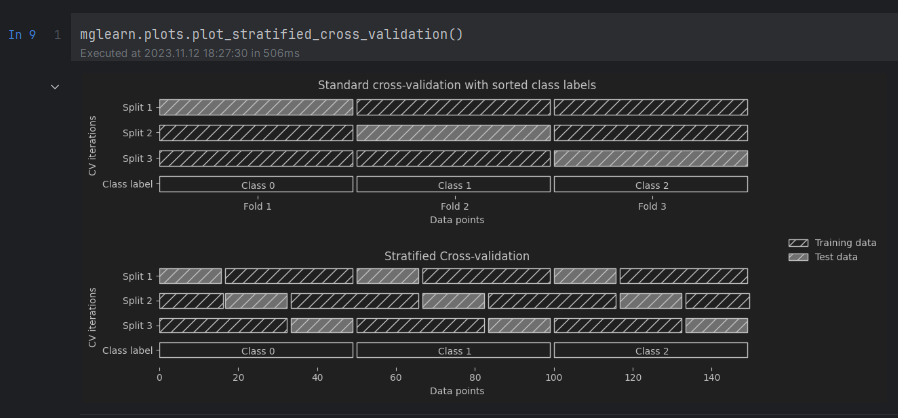 In 9 1 mglearn.plots.plot_stratified_cross_validation()
Executed at 2023.11.12 18:27:30 in 506ms
Standard cross-validation with sorted class labels
CV iterations
Split 1
Split 2
Split 3
Class label Class 0 Class 1 Class 2
Fold 1 Fold 2 Fold 3
Data points
Training data
Test data
Stratified Cross-validation
CV iterations
Split 1
Split 2
Split 3
Class label Class 0 Class 1 Class 2
0 20 40 60 80 100 120 140
Data points